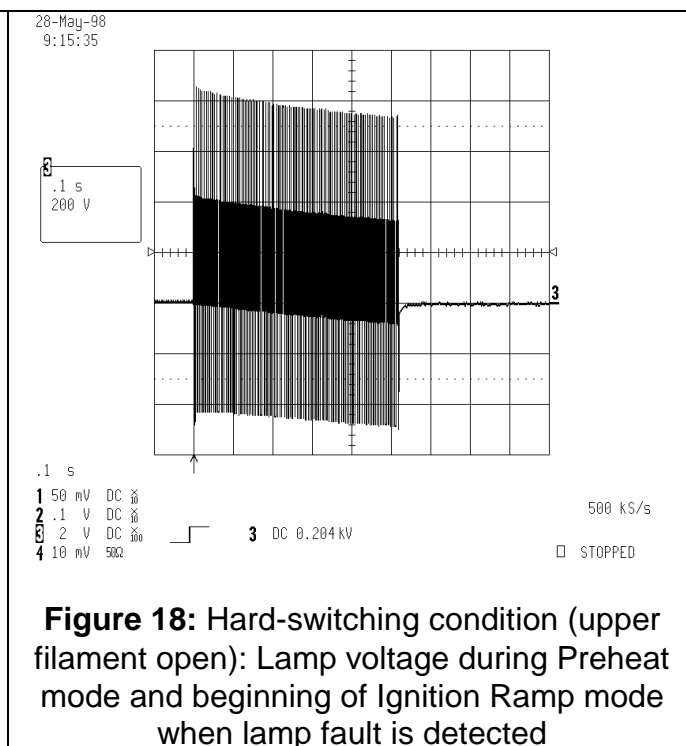 28-May-98
9:15:35
3
.1 s
200 V
3
.1 s
1 50 mV DC X10
2 .1 V DC X10
3 2 V DC X100
4 10 mV 50Ω
3 DC 0.204kV
500 kS/s
STOPPED
Figure 18: Hard-switching condition (upper
filament open): Lamp voltage during Preheat
mode and beginning of Ignition Ramp mode
when lamp fault is detected